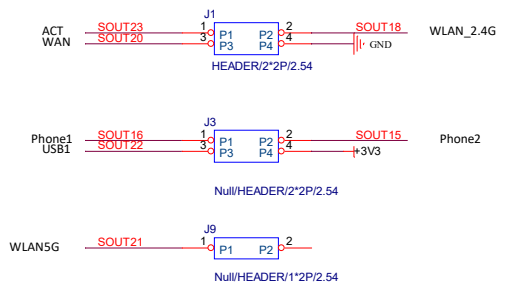 J1
ACT SOUT23 1 P1 P2 2 SOUT18 WLAN_2.4G
WAN SOUT20 3 P3 P4 4 GND
HEADER/2*2P/2.54
J3
Phone1 SOUT16 1 P1 P2 2 SOUT15 Phone2
USB1 SOUT22 3 P3 P4 4 +3V3
Null/HEADER/2*2P/2.54
J9
WLAN5G SOUT21 1 P1 P2 2
Null/HEADER/1*2P/2.54